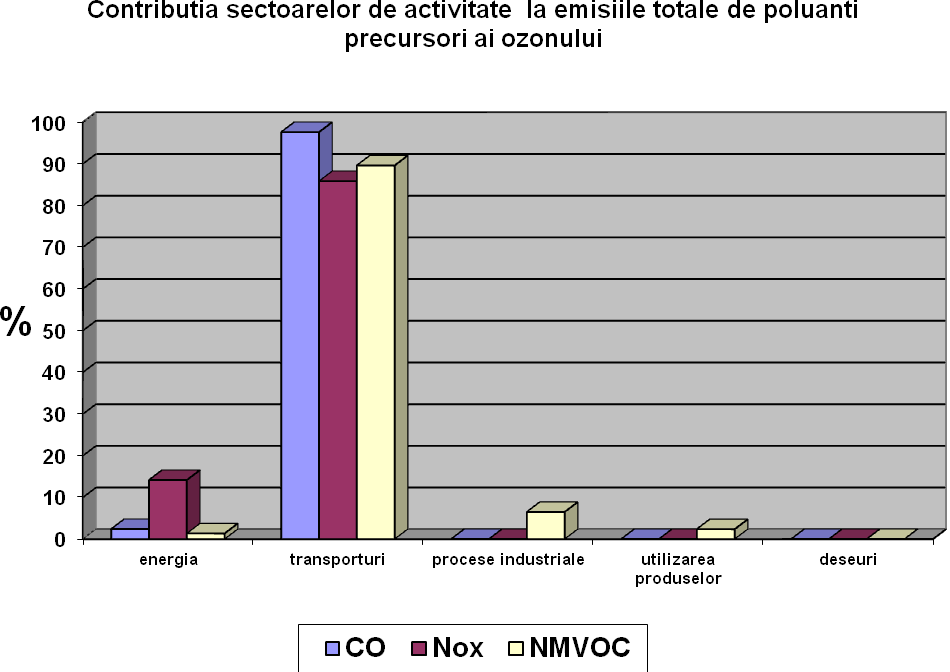 Contributia sectoarelor de activitate la emisiile totale de poluanti
precursori ai ozonului
100
90
80
70
60
50
40
30
20
10
0
%
energia
transporturi
procese industriale
utilizarea
produselor
deseuri
CO Nox NMVOC